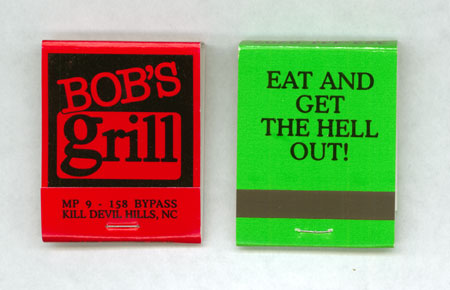 BOB'S
grill
MP 9 - 158 BYPASS
KILL DEVIL HILLS, NC
EAT AND
GET
THE HELL
OUT!